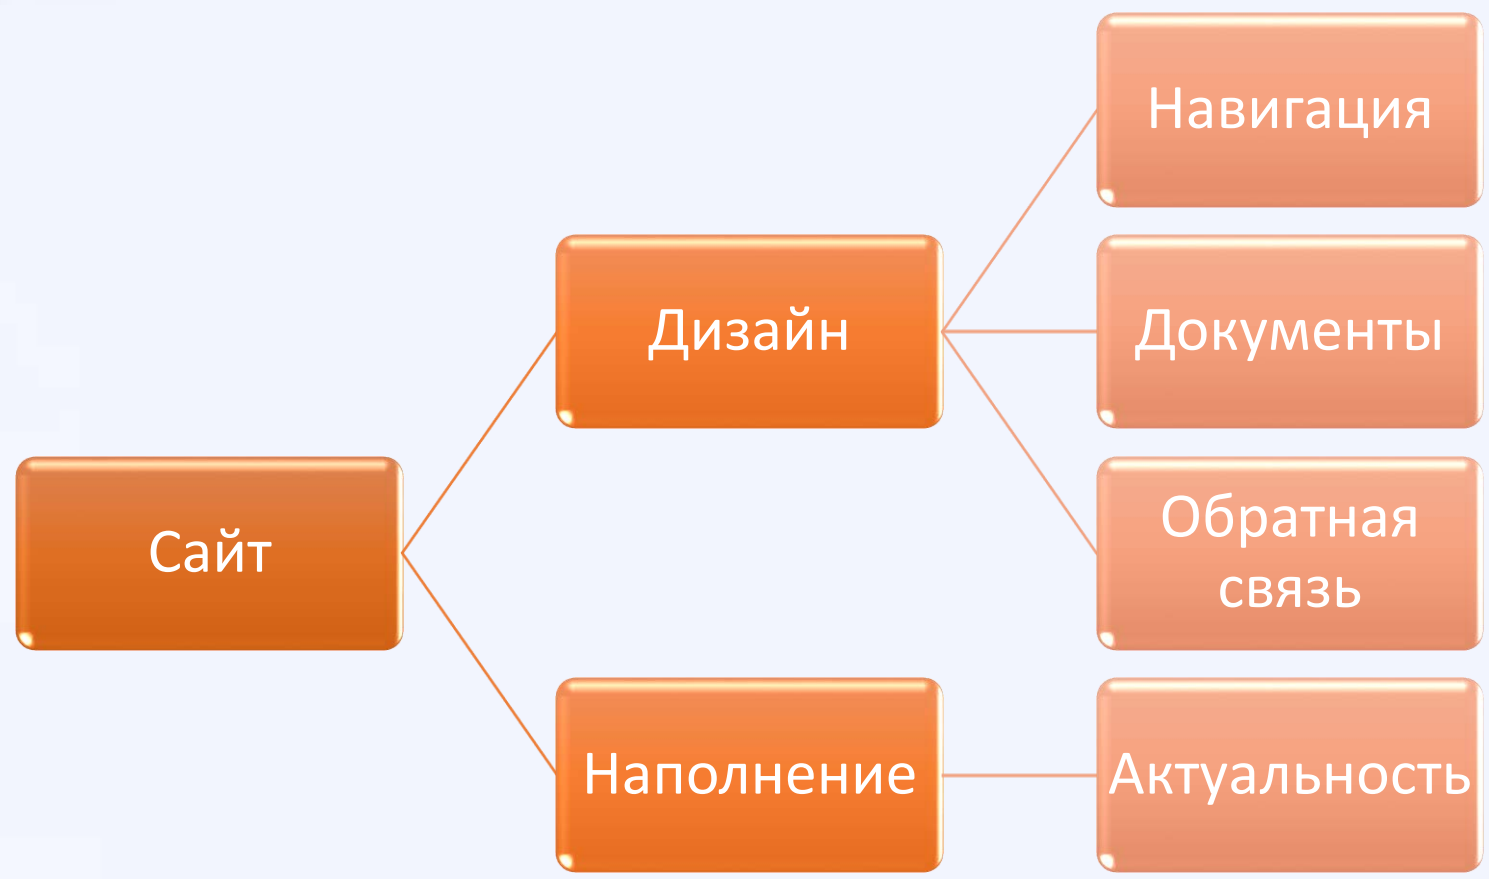 Навигация
Дизайн
Документы
Сайт
Обратная
связь
Наполнение
Актуальность